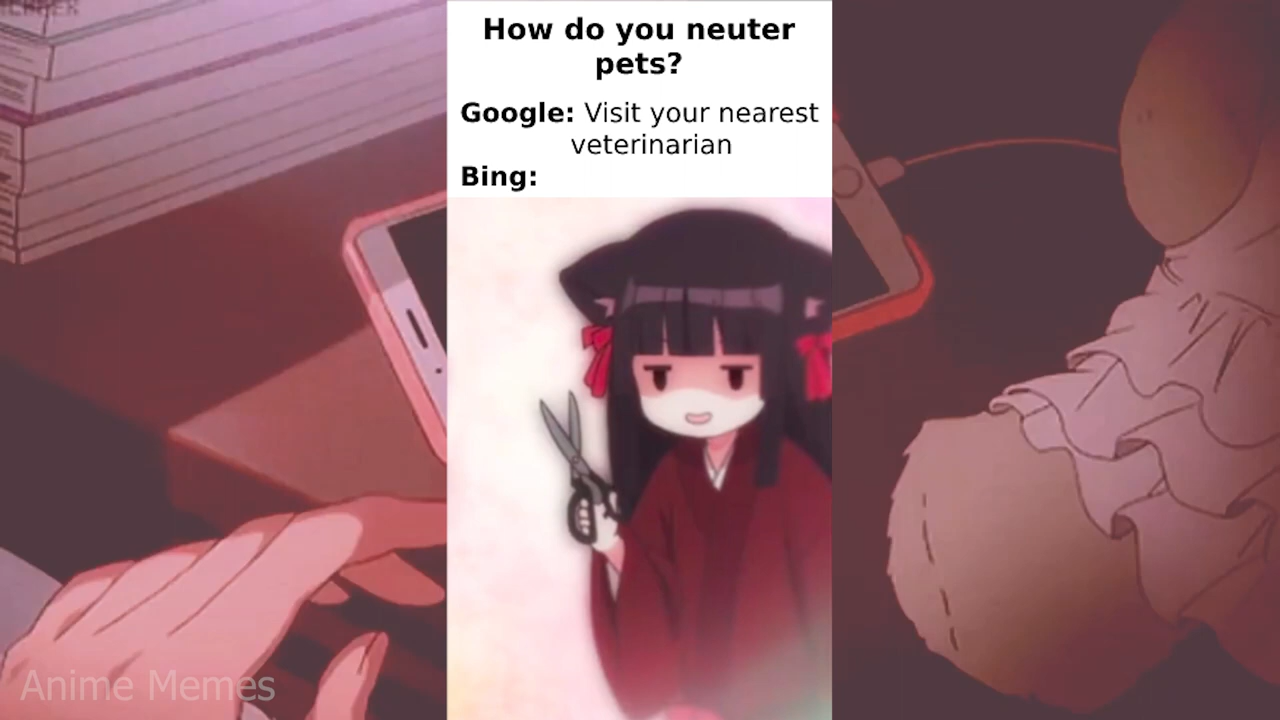 How do you neuter
pets?
Google: Visit your nearest
veterinarian
Bing:
Anime Memes